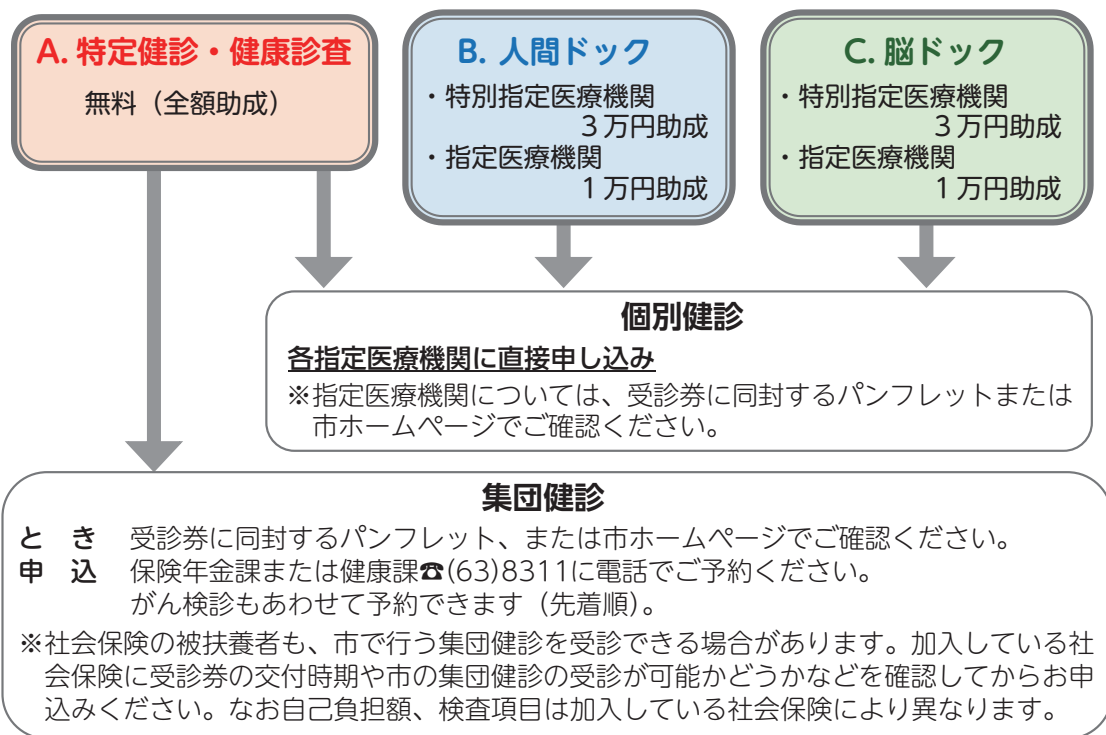 A. 特定健診・健康診査
無料（全額助成）
B. 人間ドック
・特別指定医療機関
３万円助成
・指定医療機関
１万円助成
C. 脳ドック
・特別指定医療機関
３万円助成
・指定医療機関
１万円助成
個別健診
各指定医療機関に直接申し込み
※指定医療機関については、受診券に同封するパンフレットまたは
市ホームページでご確認ください。
集団健診
と　き　受診券に同封するパンフレット、または市ホームページでご確認ください。
申　込　保険年金課または健康課☎(63)8311に電話でご予約ください。
がん検診もあわせて予約できます（先着順）。
※社会保険の被扶養者も、市で行う集団健診を受診できる場合があります。加入している社
会保険に受診券の交付時期や市の集団健診の受診が可能かどうかなどを確認してからお申
込みください。なお自己負担額、検査項目は加入している社会保険により異なります。